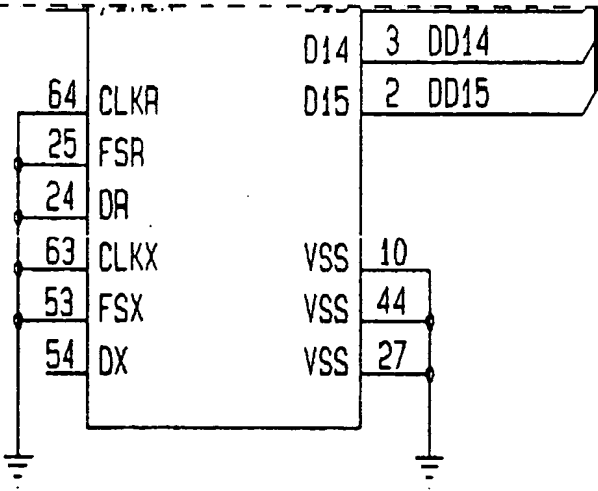 D14 3 DD14
64 CLKR D15 2 DD15
25 FSR
24 DR
63 CLKX VSS 10
53 FSX VSS 44
54 DX VSS 27